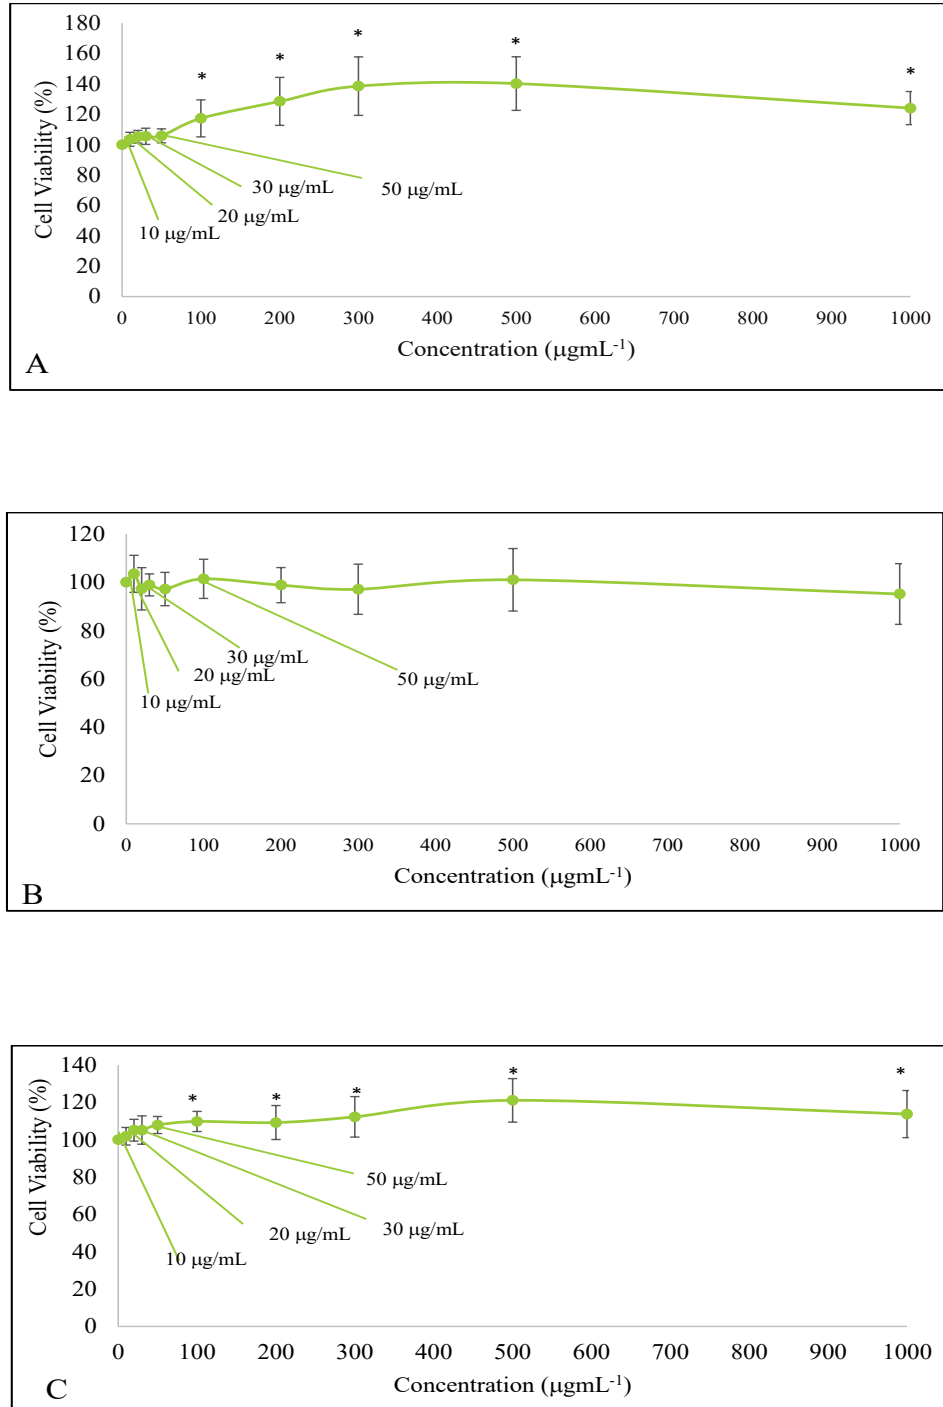 180
160
140
120
100
80
60
40
20
0
Cell Viability (%)
* * * * *
30 µg/mL
50 µg/mL
20 µg/mL
10 µg/mL
0 100 200 300 400 500 600 700 800 900 1000
Concentration (µgmL-1)
A
120
100
80
60
40
20
0
Cell Viability (%)
30 µg/mL
20 µg/mL
50 µg/mL
10 µg/mL
0 100 200 300 400 500 600 700 800 900 1000
Concentration (µgmL-1)
B
140
120
100
80
60
40
20
0
Cell Viability (%)
* * * * *
50 µg/mL
20 µg/mL
30 µg/mL
10 µg/mL
0 100 200 300 400 500 600 700 800 900 1000
Concentration (µgmL-1)
C